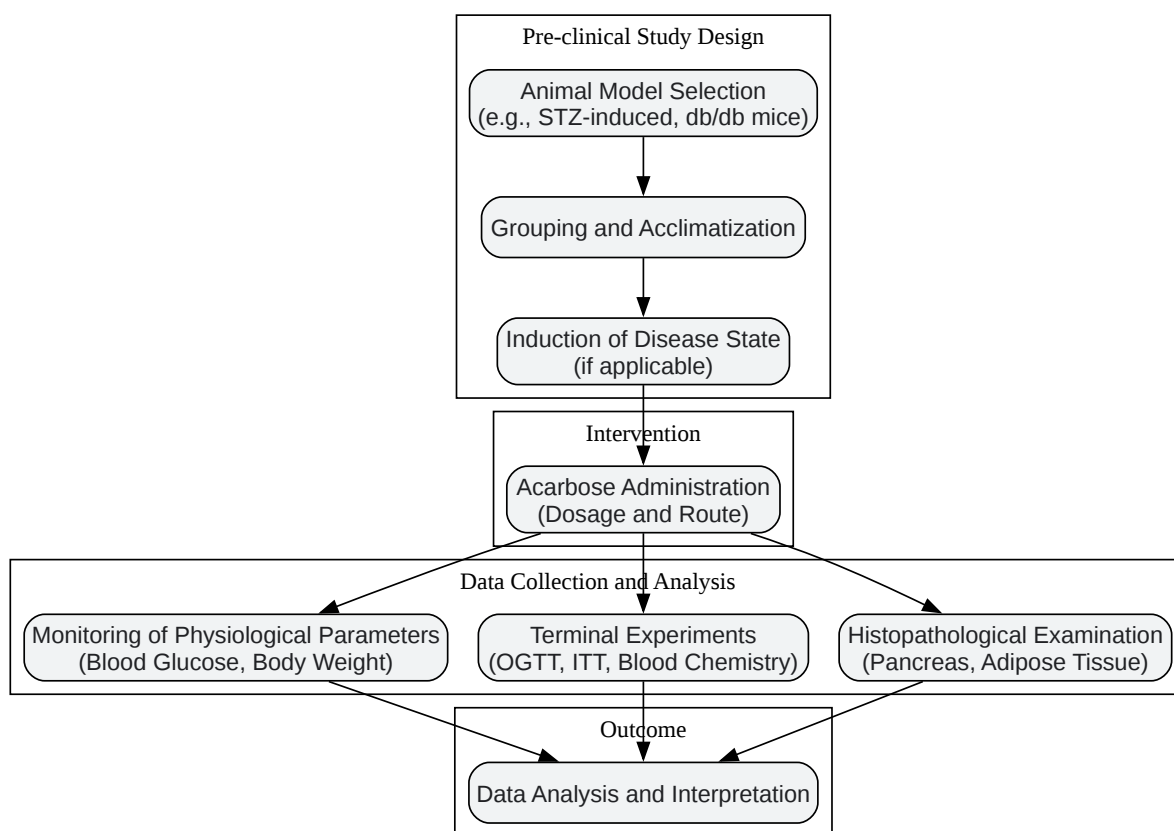 Pre-clinical Study Design
Animal Model Selection
(e.g., STZ-induced, db/db mice)
Grouping and Acclimatization
Induction of Disease State
(if applicable)
Intervention
Acarbose Administration
(Dosage and Route)
Data Collection and Analysis
Monitoring of Physiological Parameters
(Blood Glucose, Body Weight)
Terminal Experiments
(OGTT, ITT, Blood Chemistry)
Histopathological Examination
(Pancreas, Adipose Tissue)
Outcome
Data Analysis and Interpretation